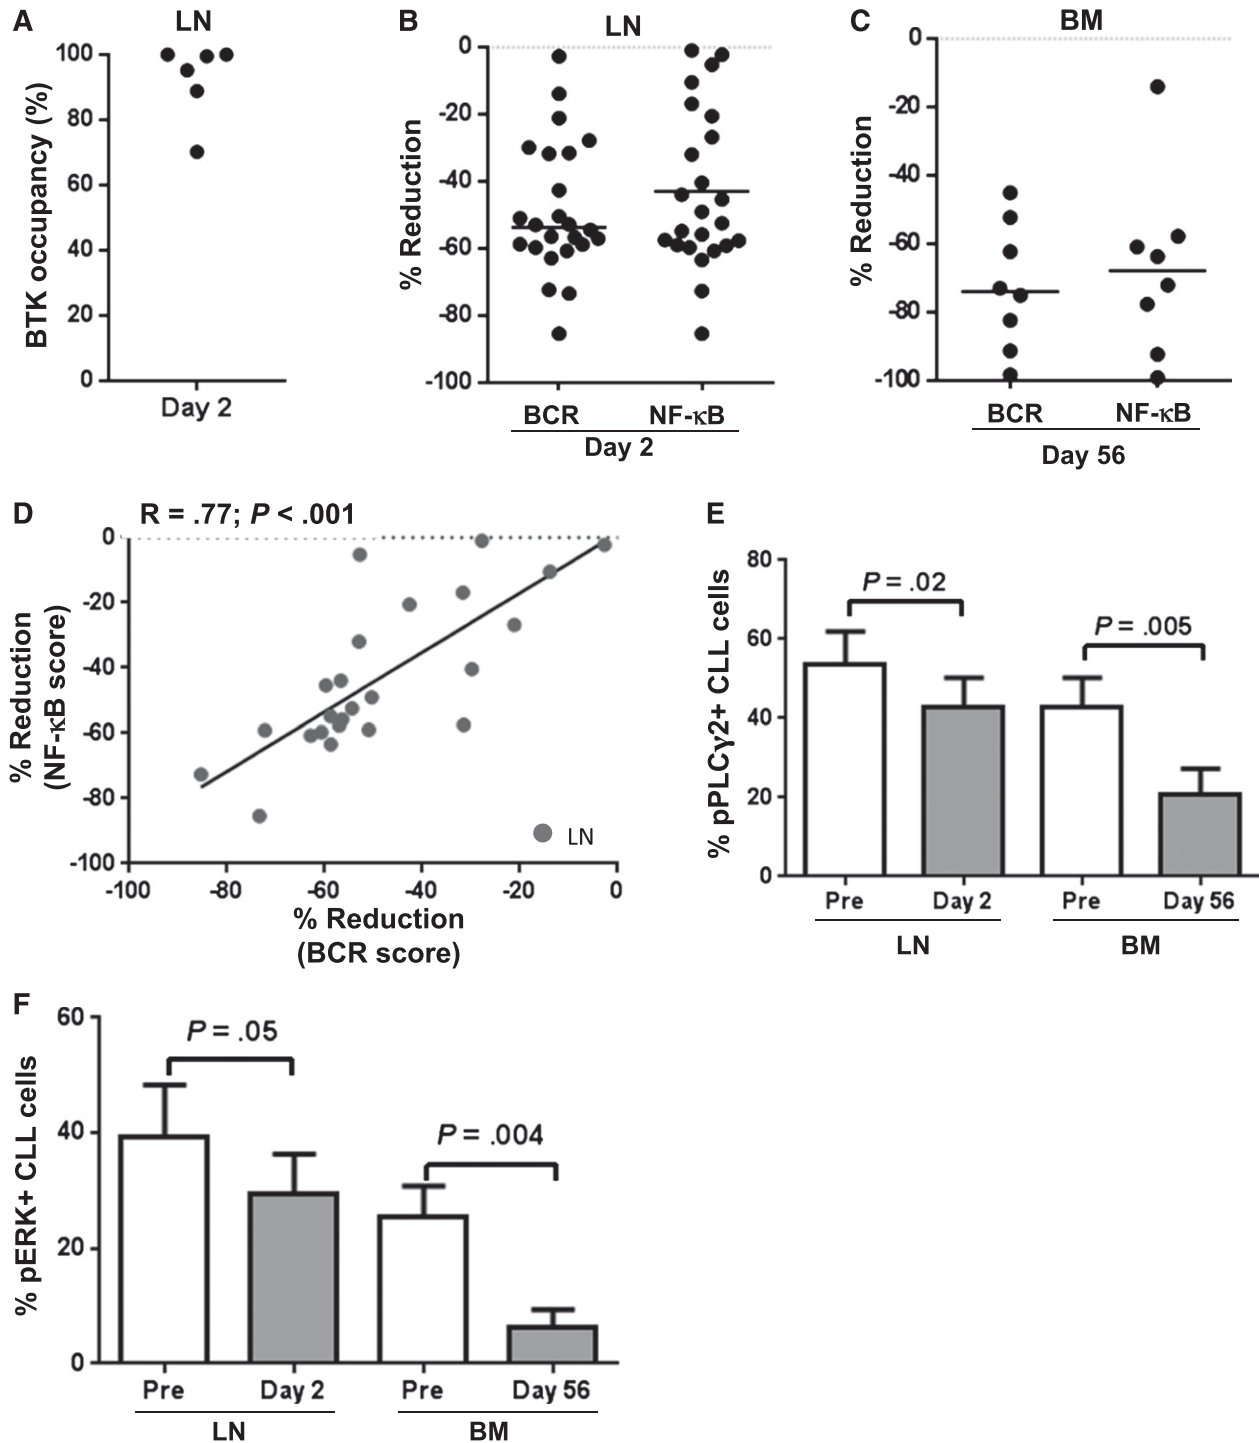 A
LN
BTK occupancy (%)
100
80
60
40
20
0
Day 2
B
LN
% Reduction
0
-20
-40
-60
-80
-100
BCR
NF-κB
Day 2
C
BM
% Reduction
0
-20
-40
-60
-80
-100
BCR
NF-κB
Day 56
D
R = .77; P < .001
% Reduction
(NF-κB score)
0
-20
-40
-60
-80
-100
LN
-100
-80
-60
-40
-20
0
% Reduction
(BCR score)
E
% pPLCγ2+ CLL cells
80
60
40
20
0
P = .02
P = .005
Pre
Day 2
Pre
Day 56
LN
BM
F
% pERK+ CLL cells
60
40
20
0
P = .05
P = .004
Pre
Day 2
Pre
Day 56
LN
BM